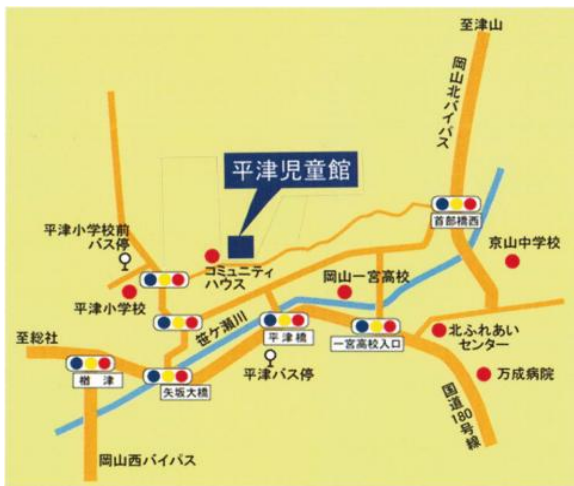 至津山
岡山北バイパス
平津児童館
首部橋西
平津小学校前
バス停
京山中学校
コミュニティ
ハウス
岡山一宮高校
平津小学校
笹ケ瀬川
平津橋
一宮高校入口
北ふれあい
センター
至総社
楢津
矢坂大橋
平津バス停
万成病院
国道180号線
岡山西バイパス